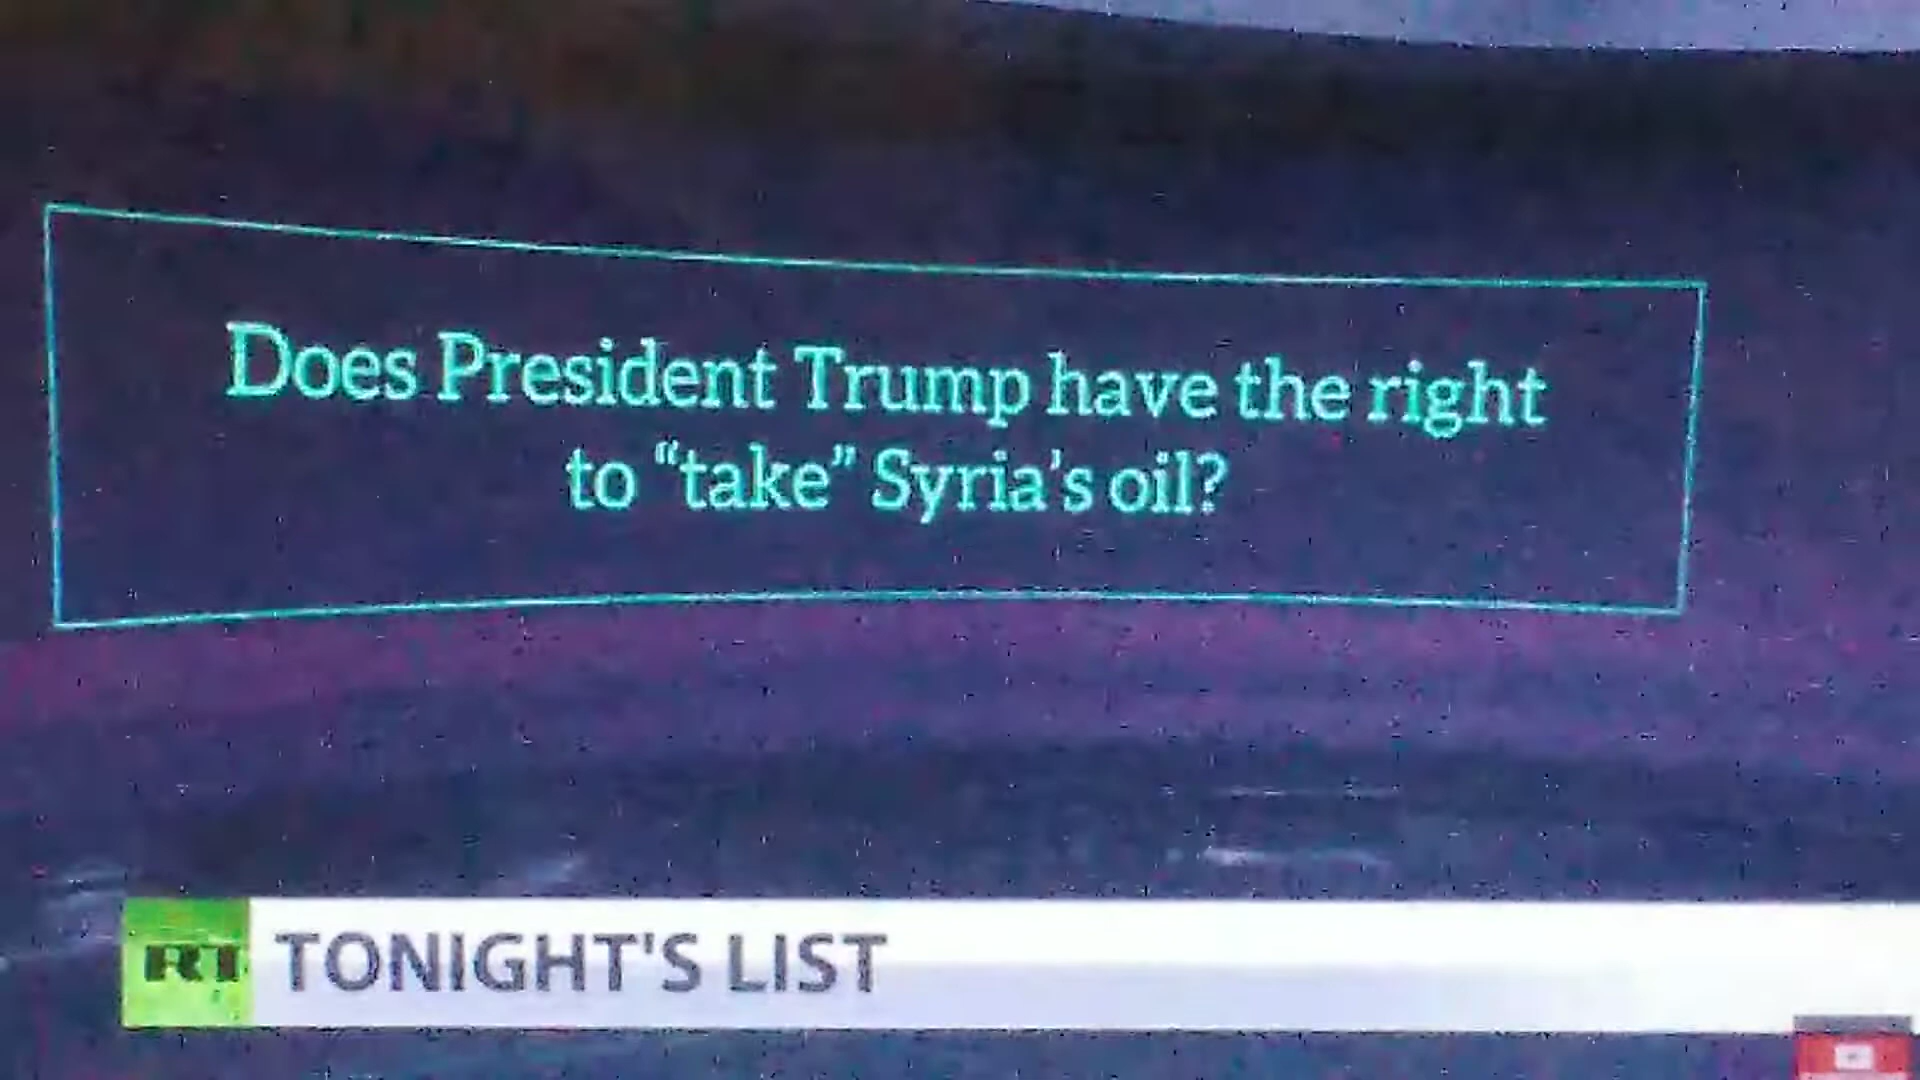 Does President Trump have the right
to “take” Syria’s oil?
RT
TONIGHT'S LIST